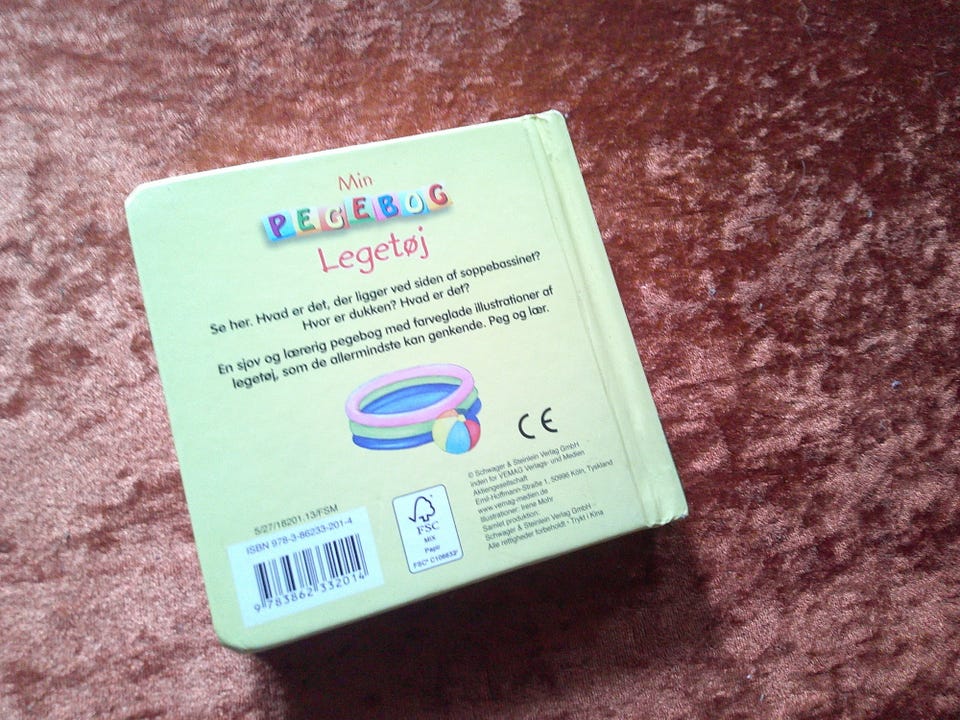 Min
PEGEBOG
Legetøj
Se her. Hvad er det, der ligger ved siden af soppebassinet?
Hvor er dukken? Hvad er det?
En sjov og lærerig pegebog med farveglade illustrationer af
legetøj, som de allermindste kan genkende. Peg og lær.
CE
© Schwager & Steinlein Verlag GmbH
inden for VEMAG Verlags- und Medien
Aktiengesellschaft
Emil-Hoffmann-Straße 1, 50996 Köln, Tyskland
www.vemag-medien.de
Illustrationer: Irene Mohr
Samlet produktion:
Schwager & Steinlein Verlag GmbH
Alle rettigheder forbeholdt · Trykt i Kina
FSC
MIX
Papir
FSC® C106632
5/27/18201.13/FSM
ISBN 978-3-86233-201-4
9 783862 332014